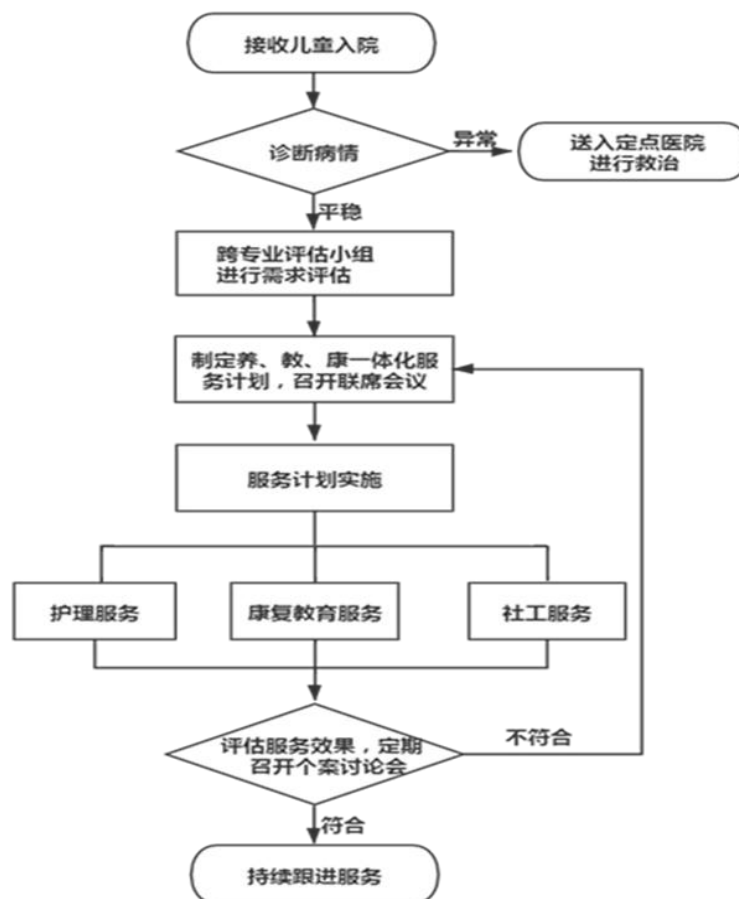 接收儿童入院
诊断病情
异常
送入定点医院
进行救治
平稳
跨专业评估小组
进行需求评估
制定养、教、康一体化服
务计划，召开联席会议
服务计划实施
护理服务
康复教育服务
社工服务
评估服务效果，定期
召开个案讨论会
不符合
符合
持续跟进服务